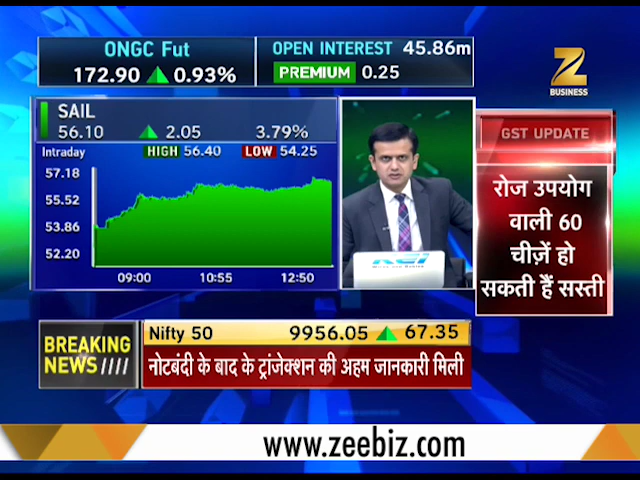 ONGC Fut
172.90 0.93%
OPEN INTEREST 45.86m
PREMIUM 0.25
Z
BUSINESS
SAIL
56.10 2.05 3.79%
Intraday HIGH 56.40 LOW 54.25
57.18
55.52
53.86
52.20
09:00 10:55 12:50
GST UPDATE
रोज उपयोग
वाली 60
चीज़ें हो
सकती हैं सस्ती
BREAKING
NEWS ////
Nifty 50 9956.05 67.35
नोटबंदी के बाद के ट्रांजेक्शन की अहम जानकारी मिली
www.zeebiz.com